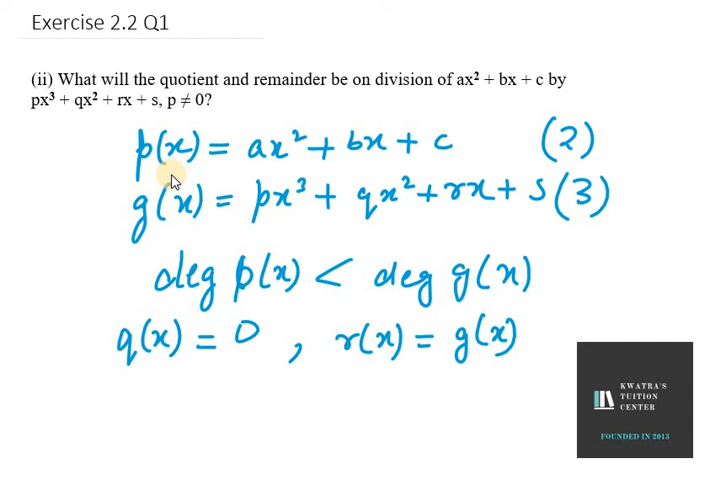 Exercise 2.2 Q1
(ii) What will the quotient and remainder be on division of ax² + bx + c by
px³ + qx² + rx + s, p ≠ 0?
p(x) = ax² + bx + c (2)
g(x) = px³ + qx² + rx + s (3)
deg p(x) < deg g(x)
q(x) = 0 , r(x) = g(x)
KWATRA'S
TUITION
CENTER
FOUNDED IN 2013